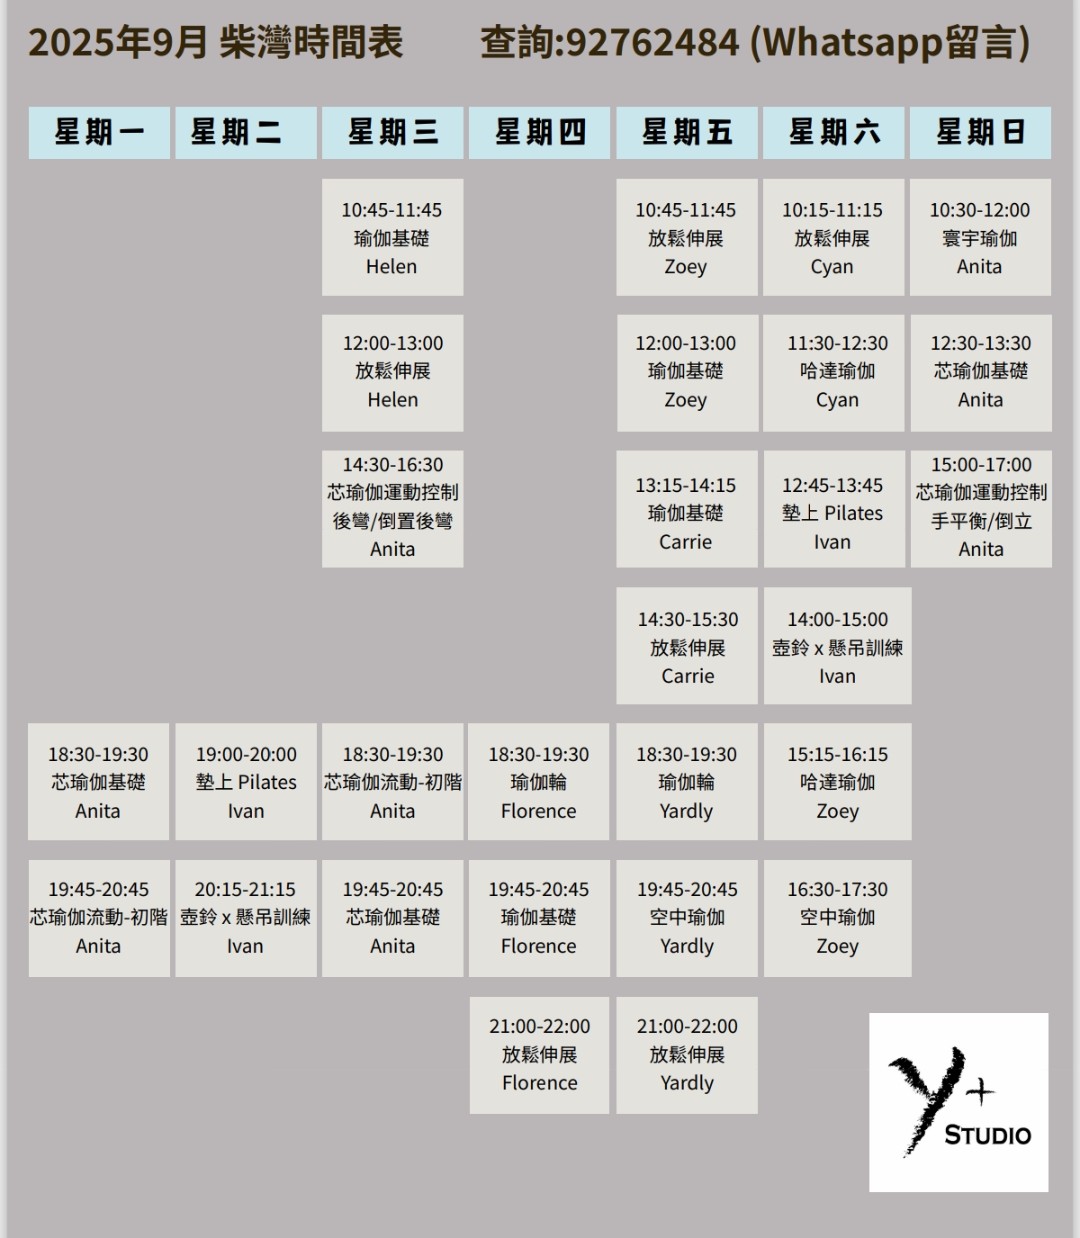 2025年9月 柴灣時間表
查詢:92762484 (Whatsapp留言)
星期一
星期二
星期三
星期四
星期五
星期六
星期日
10:45-11:45
瑜伽基礎
Helen
10:45-11:45
放鬆伸展
Zoey
10:15-11:15
放鬆伸展
Cyan
10:30-12:00
寰宇瑜伽
Anita
12:00-13:00
放鬆伸展
Helen
12:00-13:00
瑜伽基礎
Zoey
11:30-12:30
哈達瑜伽
Cyan
12:30-13:30
芯瑜伽基礎
Anita
14:30-16:30
芯瑜伽運動控制
後彎/倒置後彎
Anita
13:15-14:15
瑜伽基礎
Carrie
12:45-13:45
墊上 Pilates
Ivan
15:00-17:00
芯瑜伽運動控制
手平衡/倒立
Anita
14:30-15:30
放鬆伸展
Carrie
14:00-15:00
壺鈴 x 懸吊訓練
Ivan
18:30-19:30
芯瑜伽基礎
Anita
19:00-20:00
墊上 Pilates
Ivan
18:30-19:30
芯瑜伽流動-初階
Anita
18:30-19:30
瑜伽輪
Florence
18:30-19:30
瑜伽輪
Yardly
15:15-16:15
哈達瑜伽
Zoey
19:45-20:45
芯瑜伽流動-初階
Anita
20:15-21:15
壺鈴 x 懸吊訓練
Ivan
19:45-20:45
芯瑜伽基礎
Anita
19:45-20:45
瑜伽基礎
Florence
19:45-20:45
空中瑜伽
Yardly
16:30-17:30
空中瑜伽
Zoey
21:00-22:00
放鬆伸展
Florence
21:00-22:00
放鬆伸展
Yardly
Y+
STUDIO